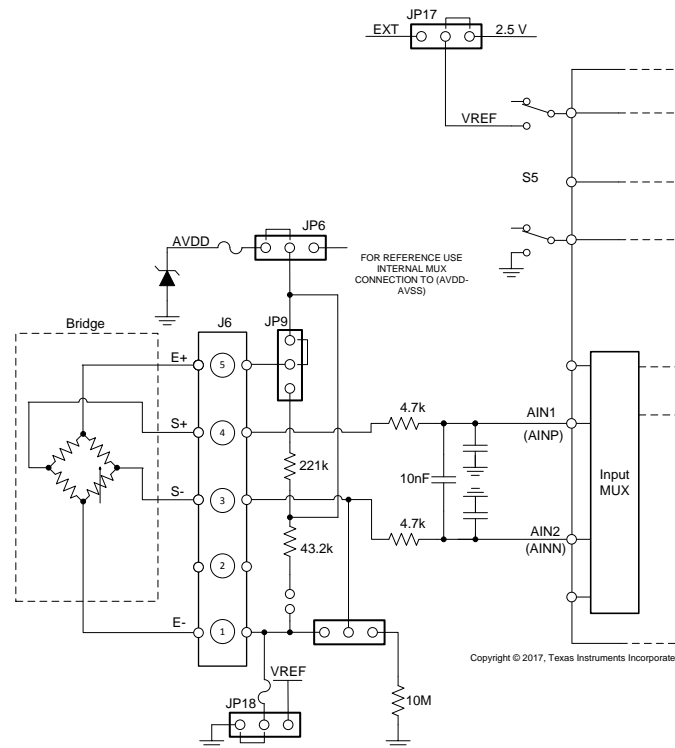 JP17
EXT
2.5 V
VREF
S5
JP6
AVDD
FOR REFERENCE USE
INTERNAL MUX
CONNECTION TO (AVDD-
AVSS)
Bridge
J6
JP9
E+
5
S+
4
4.7k
AIN1
(AINP)
221k
10nF
Input
MUX
S-
3
4.7k
AIN2
(AINN)
43.2k
2
E-
1
Copyright © 2017, Texas Instruments Incorporate
VREF
JP18
10M